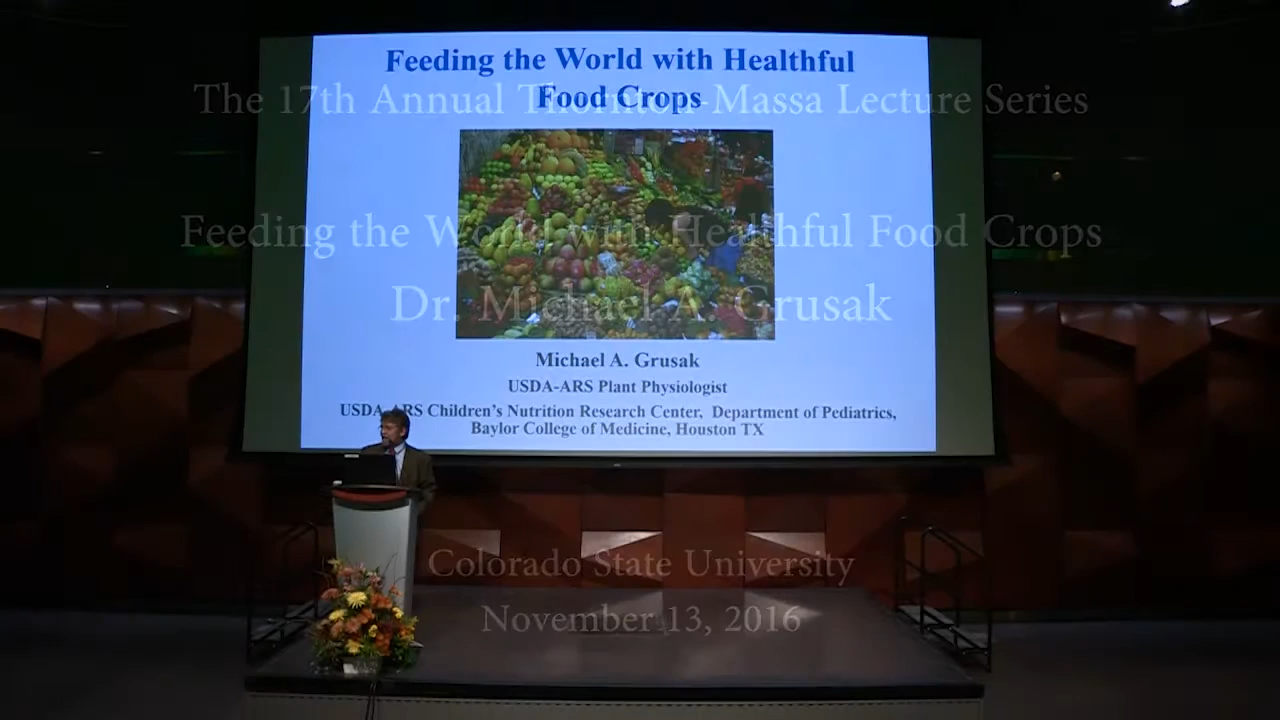 Feeding the World with Healthful
Food Crops
The 17th Annual Thornton-Massa Lecture Series
Feeding the World with Healthful Food Crops
Dr. Michael A. Grusak
Michael A. Grusak
USDA-ARS Plant Physiologist
USDA-ARS Children's Nutrition Research Center, Department of Pediatrics,
Baylor College of Medicine, Houston TX
Colorado State University
November 13, 2016